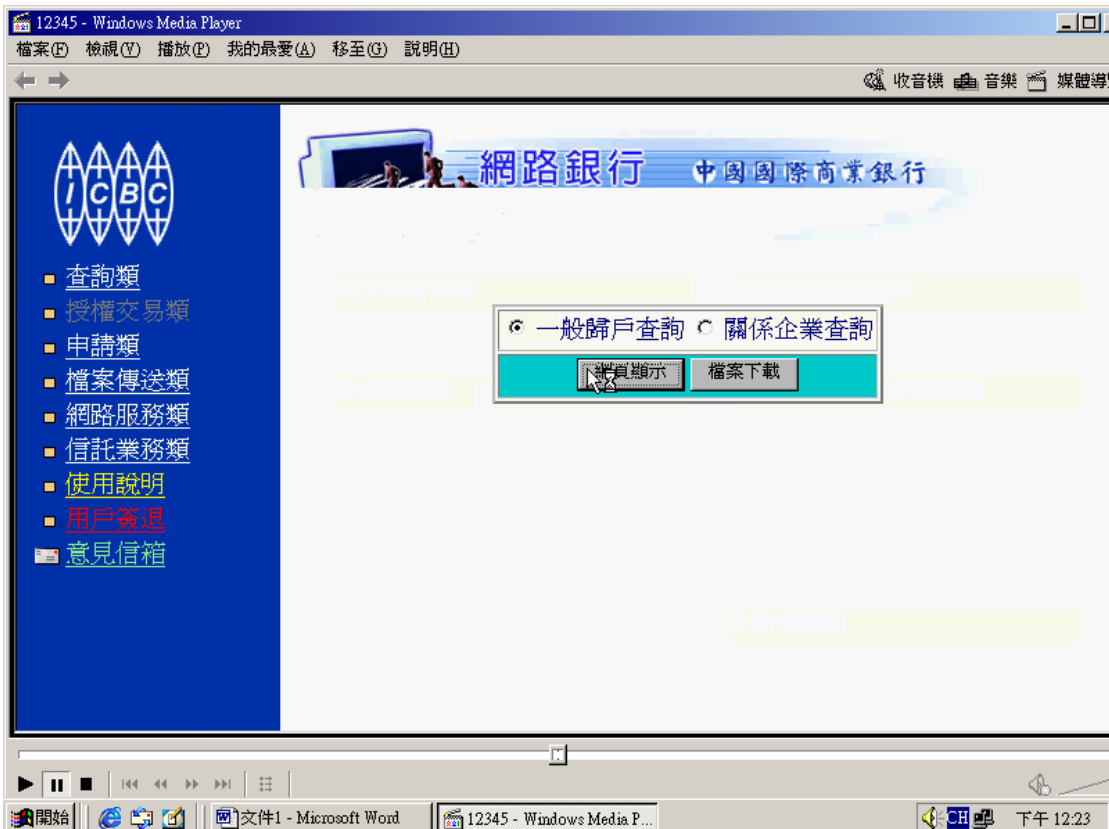 12345 - Windows Media Player
檔案(F) 檢視(V) 播放(P) 我的最愛(A) 移至(G) 說明(H)
收音機 音樂 媒體導
ICBC
網路銀行 中國國際商業銀行
查詢類
授權交易類
申請類
檔案傳送類
網路服務類
信託業務類
使用說明
用戶簽退
意見信箱
一般歸戶查詢 關係企業查詢
網頁顯示 檔案下載
開始 文件1 - Microsoft Word 12345 - Windows Media P... CH 下午 12:23